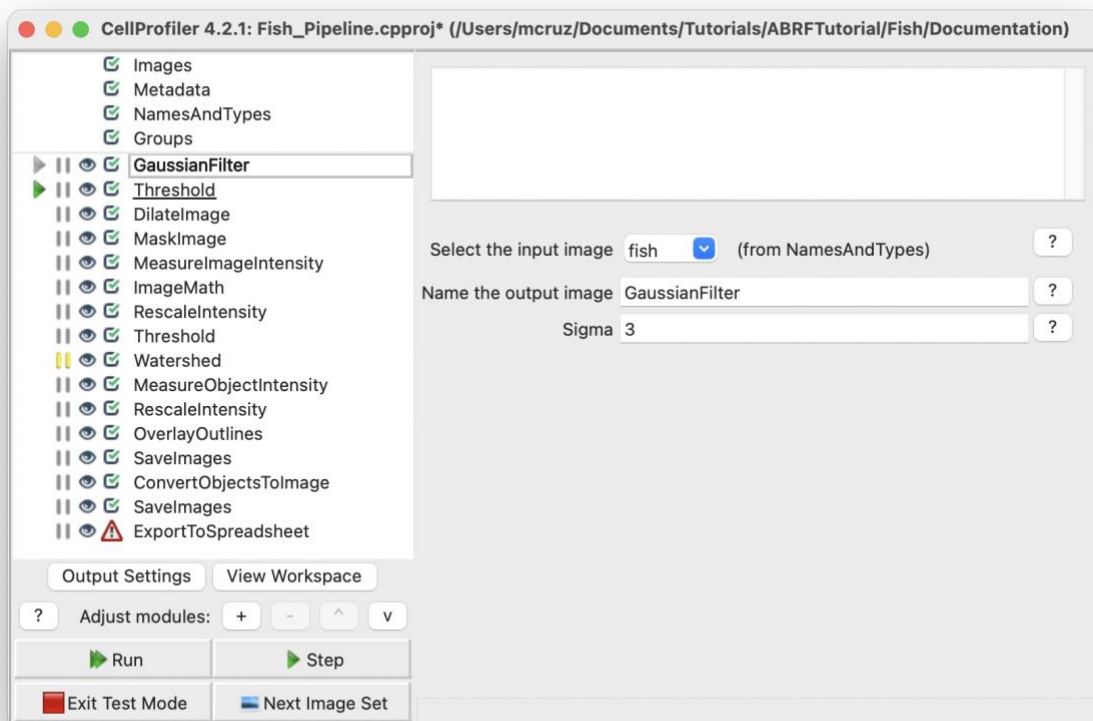 CellProfiler 4.2.1: Fish_Pipeline.cpproj* (/Users/mcruz/Documents/Tutorials/ABRFTutorial/Fish/Documentation)
Images
Metadata
NamesAndTypes
Groups
GaussianFilter
Threshold
DilateImage
MaskImage
MeasureImageIntensity
ImageMath
RescaleIntensity
Threshold
Watershed
MeasureObjectIntensity
RescaleIntensity
OverlayOutlines
SaveImages
ConvertObjectsToImage
SaveImages
ExportToSpreadsheet
Output Settings View Workspace
? Adjust modules: + - ^ v
Run Step
Exit Test Mode Next Image Set
Select the input image fish (from NamesAndTypes) ?
Name the output image GaussianFilter ?
Sigma 3 ?